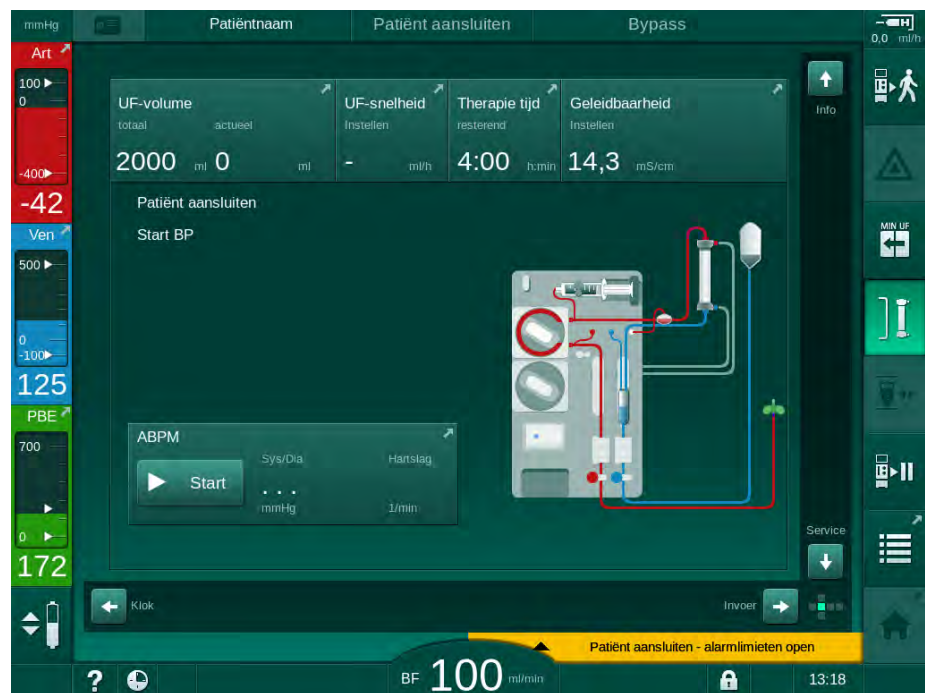 mmHg
Patiëntnaam
Patiënt aansluiten
Bypass
0,0 ml/h
Art
100
0
-400
-42
Ven
500
0
-100
125
PBE
700
0
172
UF-volume
totaal actueel
2000 ml 0 ml
UF-snelheid
Instellen
- ml/h
Therapie tijd
resterend
4:00 h:min
Geleidbaarheid
Instellen
14,3 mS/cm
Info
Patiënt aansluiten
Start BP
ABPM
Start
Sys/Dia
. . .
mmHg
Hartslag
1/min
MIN UF
Service
Klok
Invoer
Patiënt aansluiten - alarmlimieten open
?
BF 100 ml/min
13:18